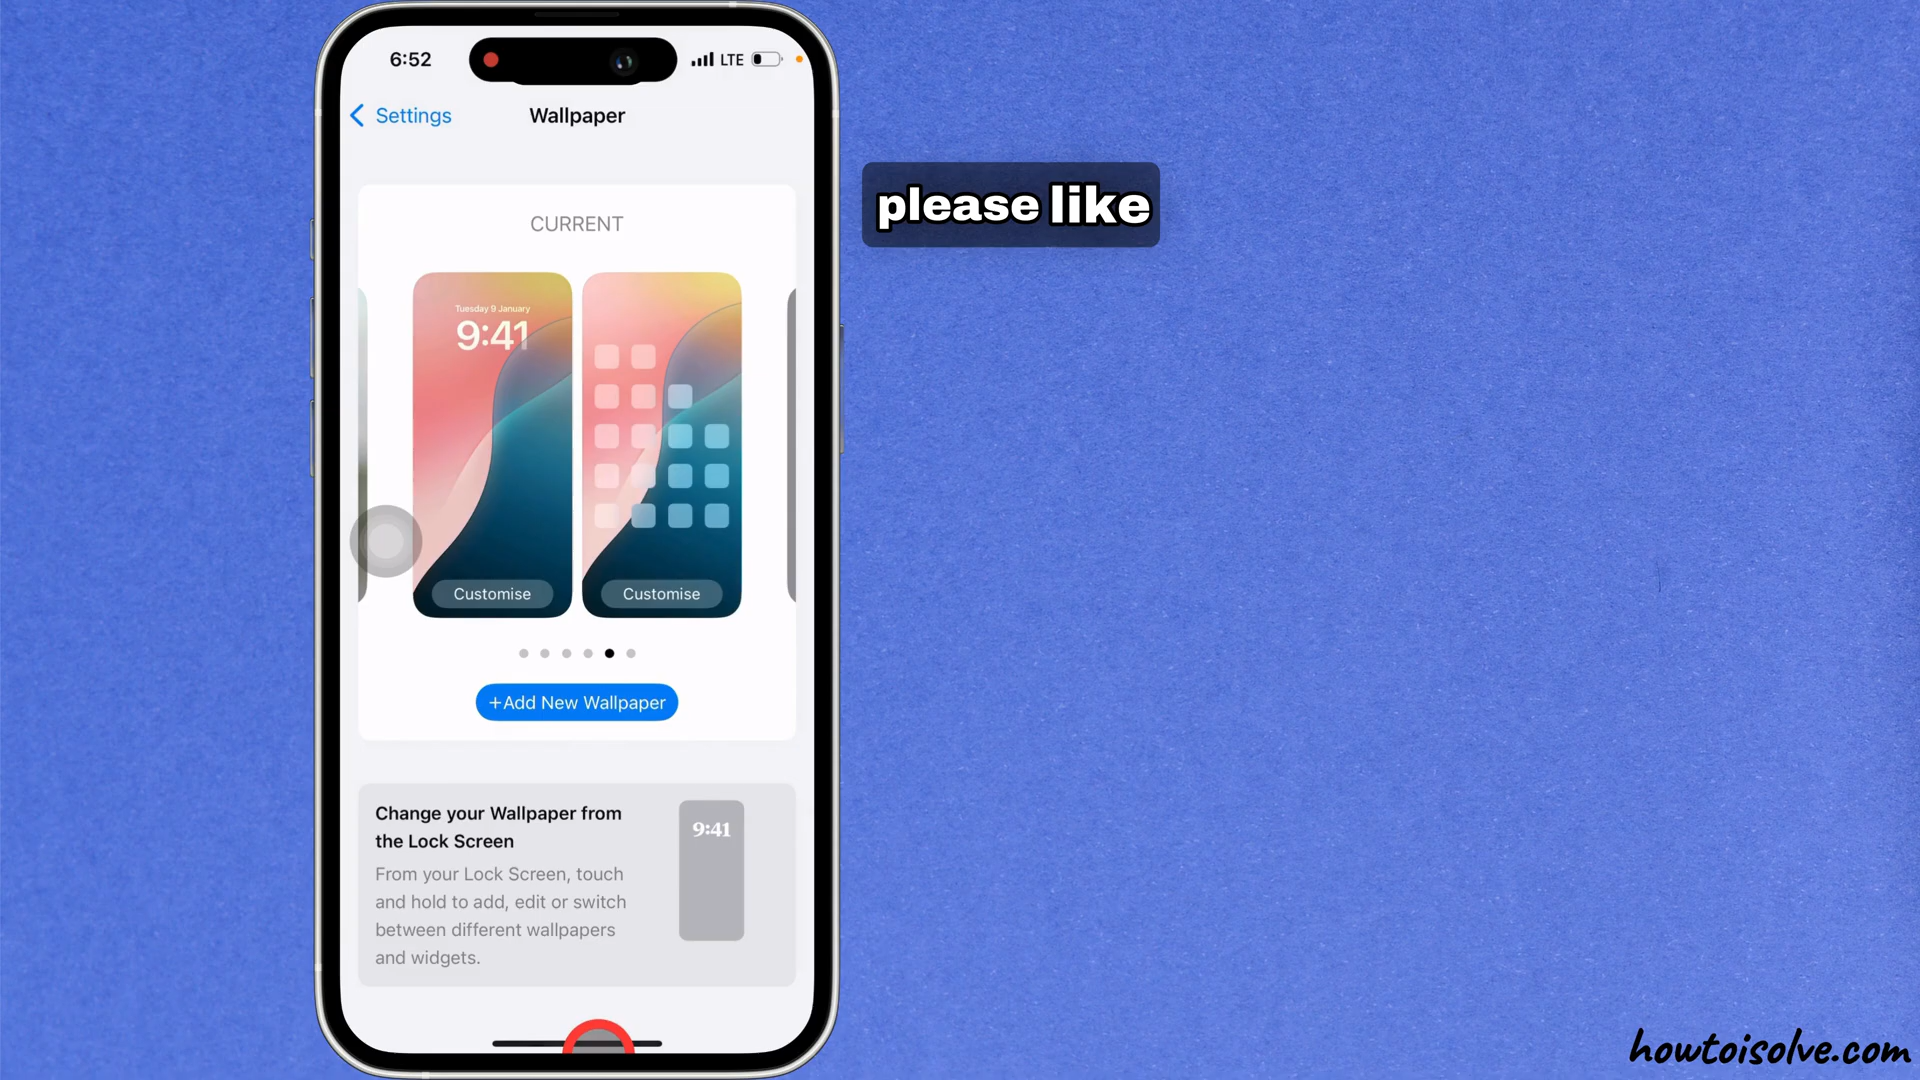 6:52
LTE
Settings
Wallpaper
please like
CURRENT
Tuesday 9 January
9:41
Customise
Customise
+Add New Wallpaper
Change your Wallpaper from
the Lock Screen
9:41
From your Lock Screen, touch
and hold to add, edit or switch
between different wallpapers
and widgets.
howtoisolve.com